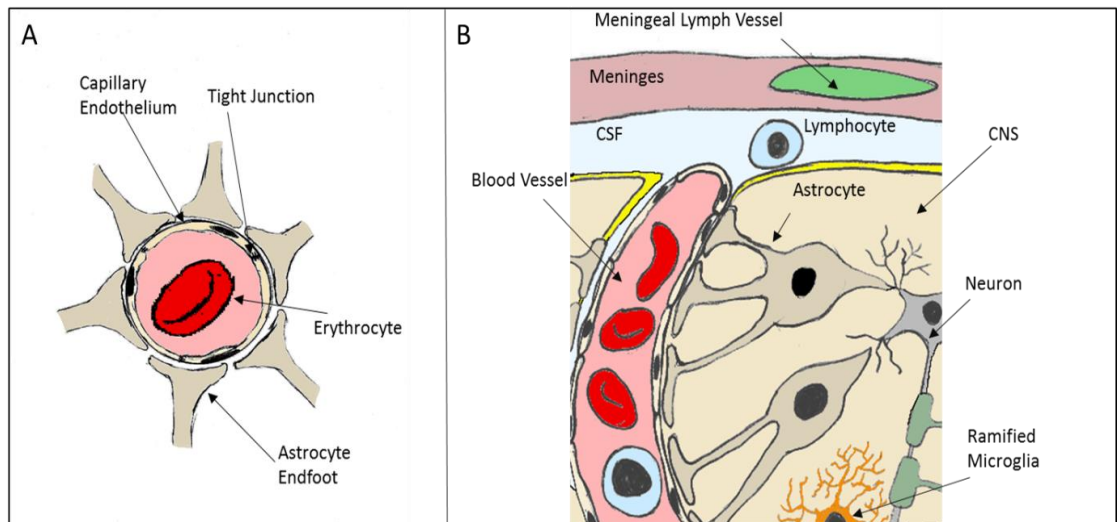 A
Capillary
Endothelium
Tight Junction
Erythrocyte
Astrocyte
Endfoot
B
Meningeal Lymph Vessel
Meninges
CSF
Lymphocyte
CNS
Blood Vessel
Astrocyte
Neuron
Ramified
Microglia